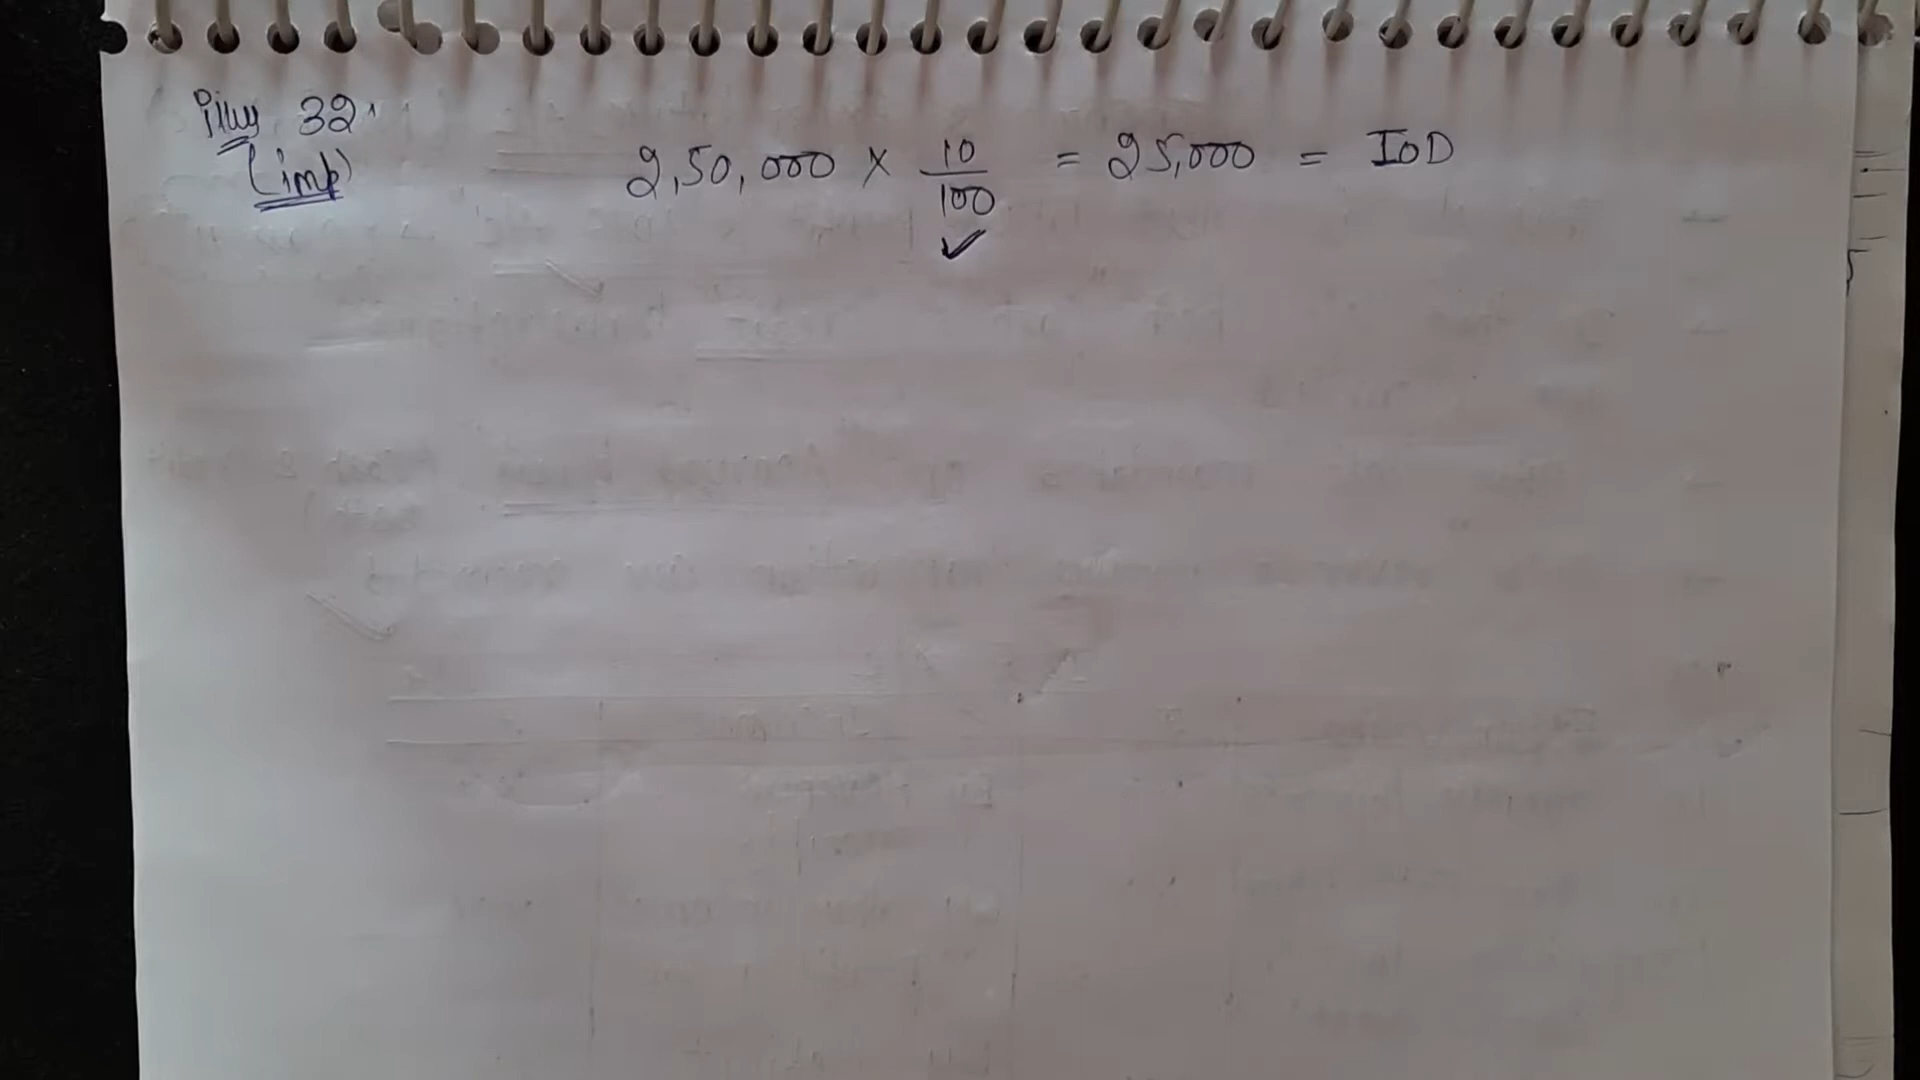 illus 32.
(imp)
2,50,000 × 10/100 = 25,000 = IOD
✓